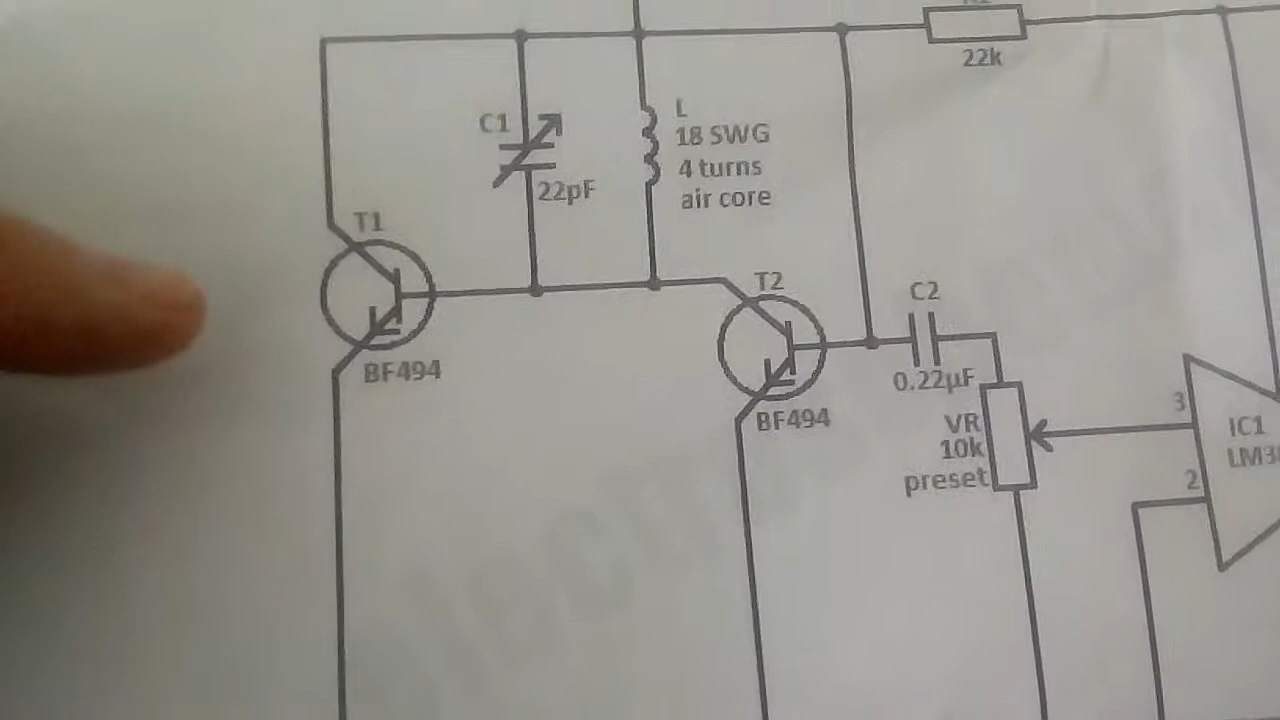 22k
C1
22pF
L
18 SWG
4 turns
air core
T1
BF494
T2
BF494
C2
0.22µF
VR
10k
preset
3
2
IC1